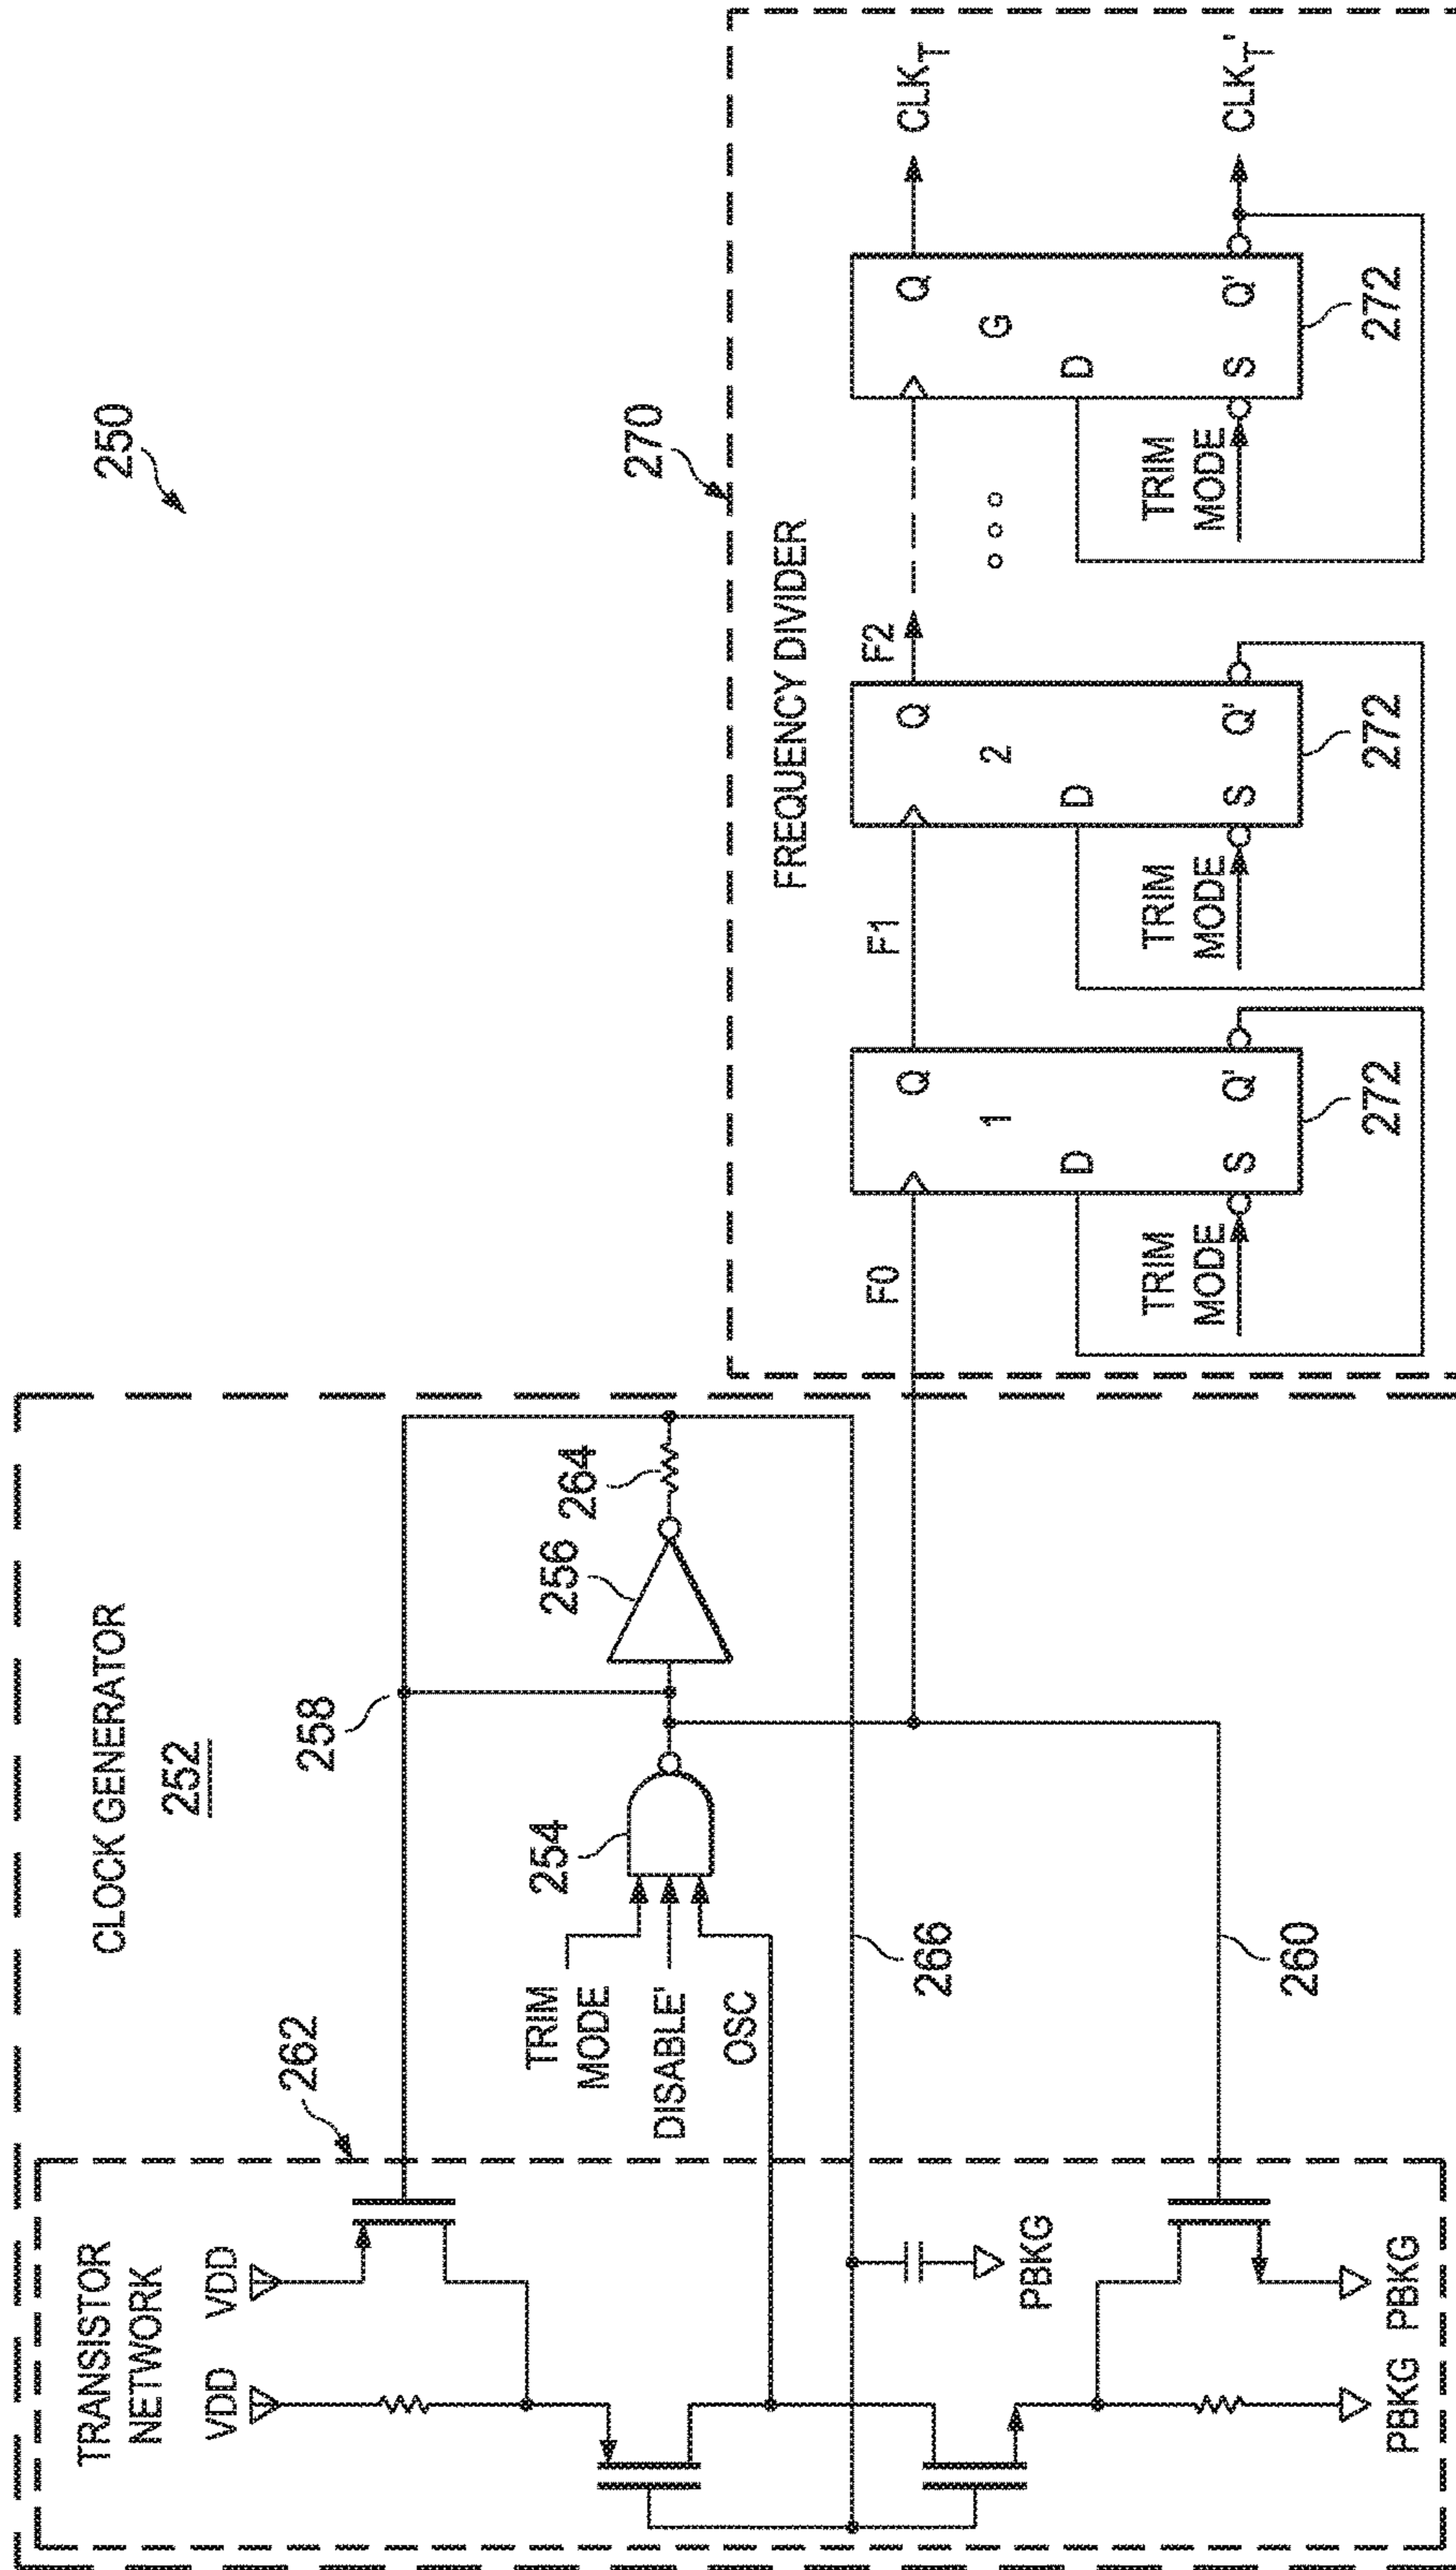 250
CLOCK GENERATOR
252
TRANSISTOR
NETWORK
VDD
VDD
262
258
TRIM
MODE
DISABLE'
OSC
254
256
264
266
PBKG
260
PBKG
PBKG
270
FREQUENCY DIVIDER
F0
Q
1
D
S
Q'
TRIM
MODE
272
F1
Q
2
D
S
Q'
TRIM
MODE
272
F2
Q
G
D
S
Q'
TRIM
MODE
272
CLKT
CLKT'